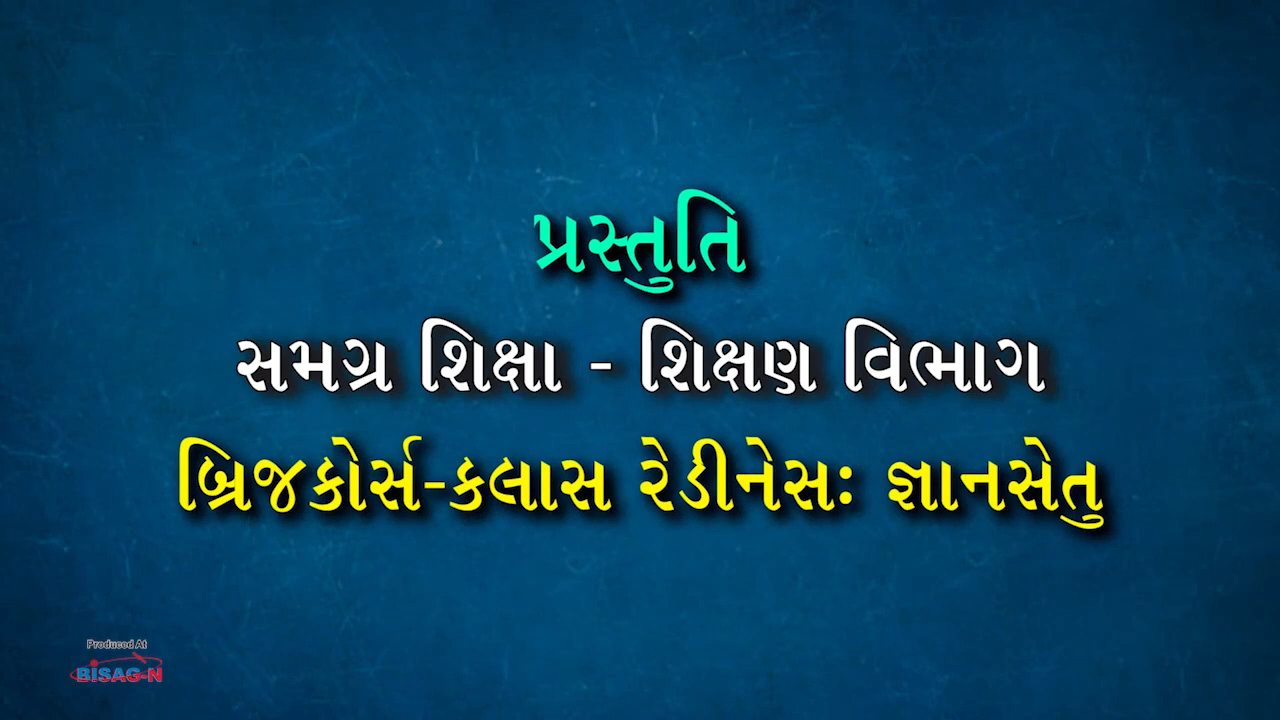 પ્રસ્તુતિ
સમગ્ર શિક્ષા - શિક્ષણ વિભાગ
બ્રિજકોર્સ-કલાસ રેડીનેસઃ જ્ઞાનસેતુ
Produced At
BISAG-N